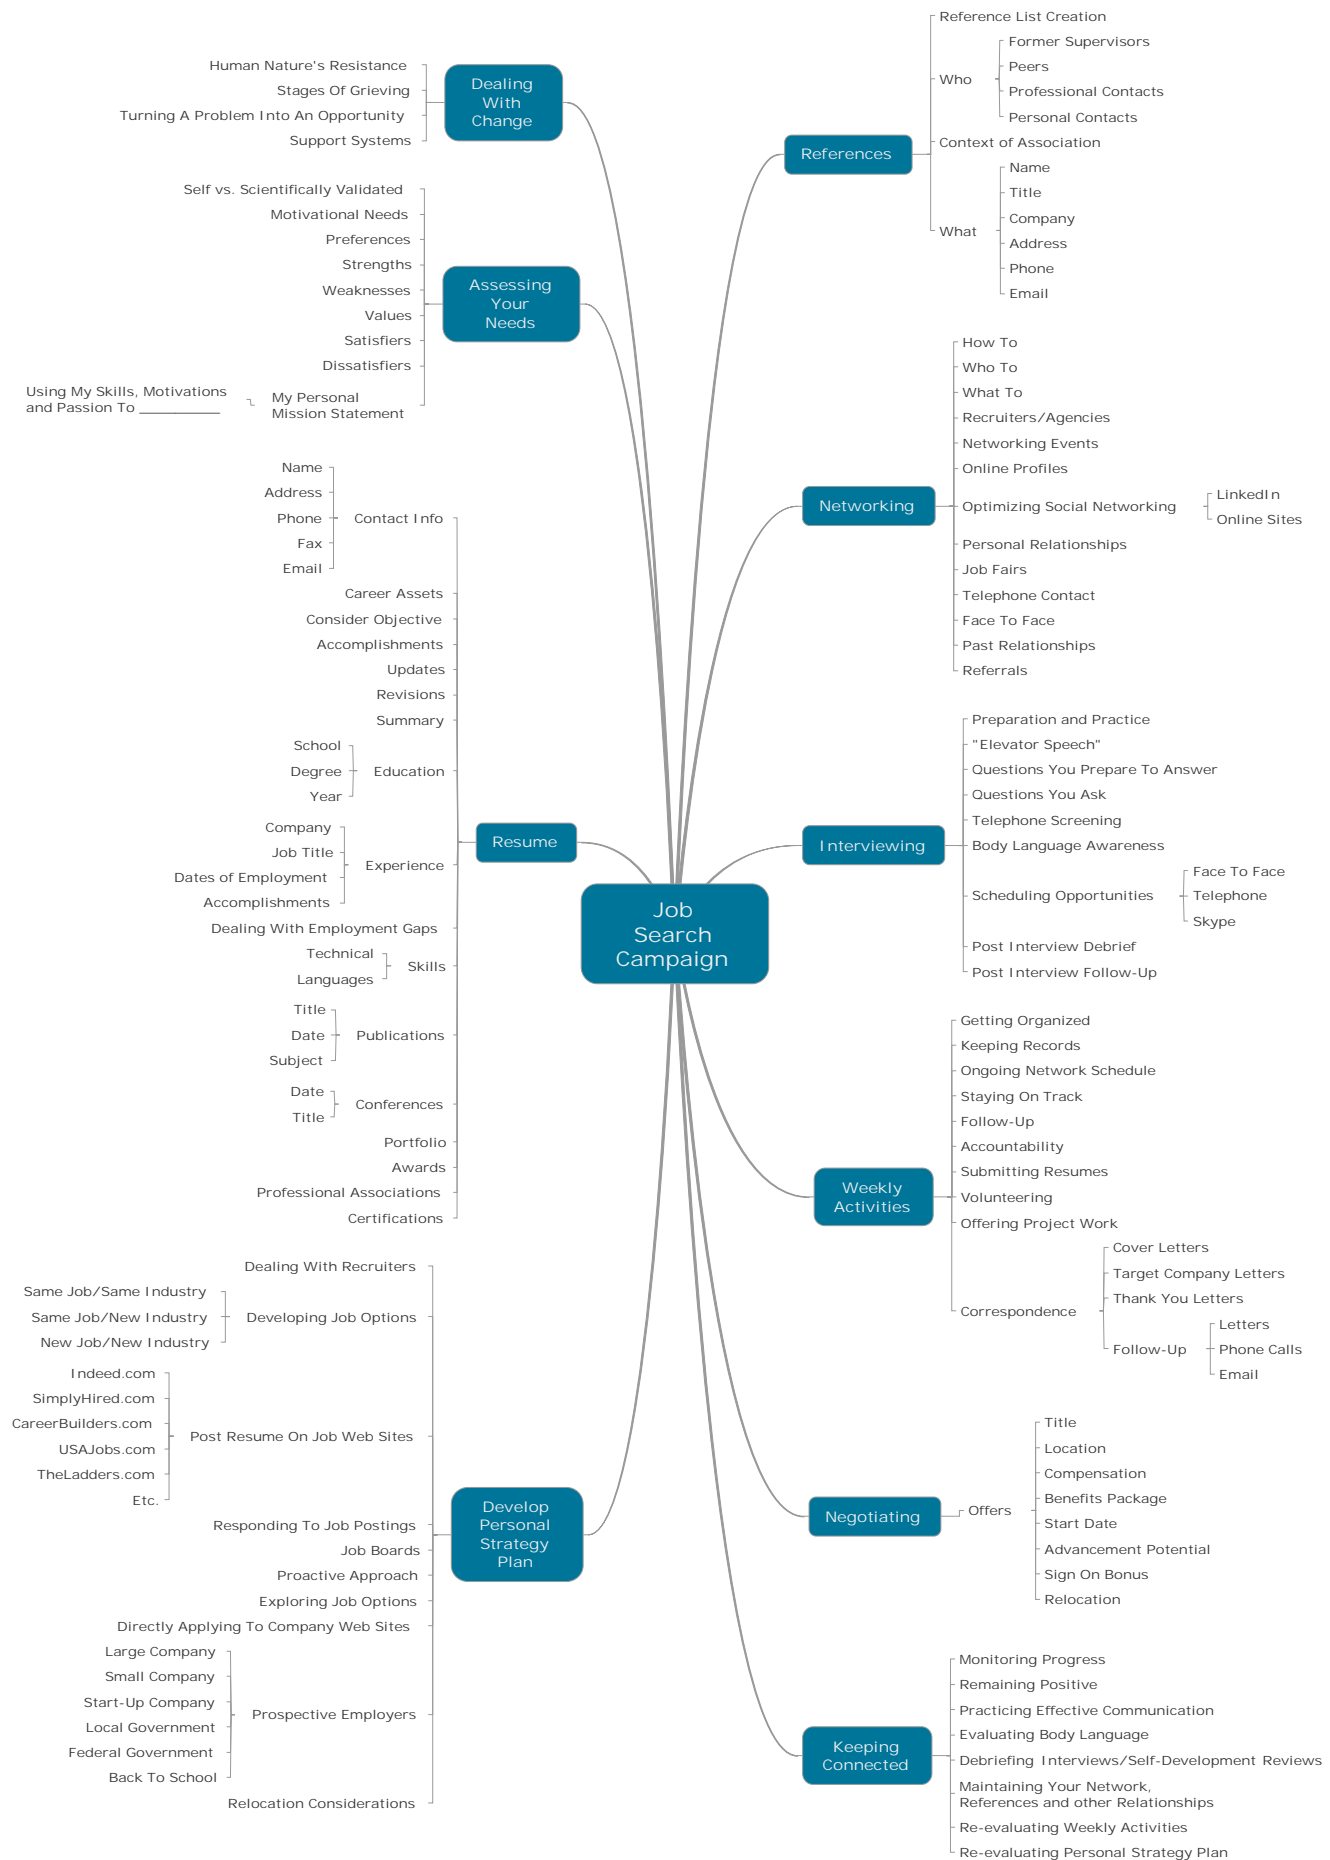 Job
Search
Campaign
Dealing
With
Change
Human Nature's Resistance
Stages Of Grieving
Turning A Problem Into An Opportunity
Support Systems
Assessing
Your
Needs
Self vs. Scientifically Validated
Motivational Needs
Preferences
Strengths
Weaknesses
Values
Satisfiers
Dissatisfiers
My Personal
Mission Statement
Using My Skills, Motivations
and Passion To ___________
Resume
Contact Info
Name
Address
Phone
Fax
Email
Career Assets
Consider Objective
Accomplishments
Updates
Revisions
Summary
Education
School
Degree
Year
Experience
Company
Job Title
Dates of Employment
Accomplishments
Dealing With Employment Gaps
Skills
Technical
Languages
Publications
Title
Date
Subject
Conferences
Date
Title
Portfolio
Awards
Professional Associations
Certifications
Develop
Personal
Strategy
Plan
Dealing With Recruiters
Developing Job Options
Same Job/Same Industry
Same Job/New Industry
New Job/New Industry
Post Resume On Job Web Sites
Indeed.com
SimplyHired.com
CareerBuilders.com
USAJobs.com
TheLadders.com
Etc.
Responding To Job Postings
Job Boards
Proactive Approach
Exploring Job Options
Directly Applying To Company Web Sites
Prospective Employers
Large Company
Small Company
Start-Up Company
Local Government
Federal Government
Back To School
Relocation Considerations
References
Reference List Creation
Who
Former Supervisors
Peers
Professional Contacts
Personal Contacts
Context of Association
What
Name
Title
Company
Address
Phone
Email
Networking
How To
Who To
What To
Recruiters/Agencies
Networking Events
Online Profiles
Optimizing Social Networking
LinkedIn
Online Sites
Personal Relationships
Job Fairs
Telephone Contact
Face To Face
Past Relationships
Referrals
Interviewing
Preparation and Practice
"Elevator Speech"
Questions You Prepare To Answer
Questions You Ask
Telephone Screening
Body Language Awareness
Scheduling Opportunities
Face To Face
Telephone
Skype
Post Interview Debrief
Post Interview Follow-Up
Weekly
Activities
Getting Organized
Keeping Records
Ongoing Network Schedule
Staying On Track
Follow-Up
Accountability
Submitting Resumes
Volunteering
Offering Project Work
Correspondence
Cover Letters
Target Company Letters
Thank You Letters
Follow-Up
Letters
Phone Calls
Email
Negotiating
Offers
Title
Location
Compensation
Benefits Package
Start Date
Advancement Potential
Sign On Bonus
Relocation
Keeping
Connected
Monitoring Progress
Remaining Positive
Practicing Effective Communication
Evaluating Body Language
Debriefing Interviews/Self-Development Reviews
Maintaining Your Network,
References and other Relationships
Re-evaluating Weekly Activities
Re-evaluating Personal Strategy Plan